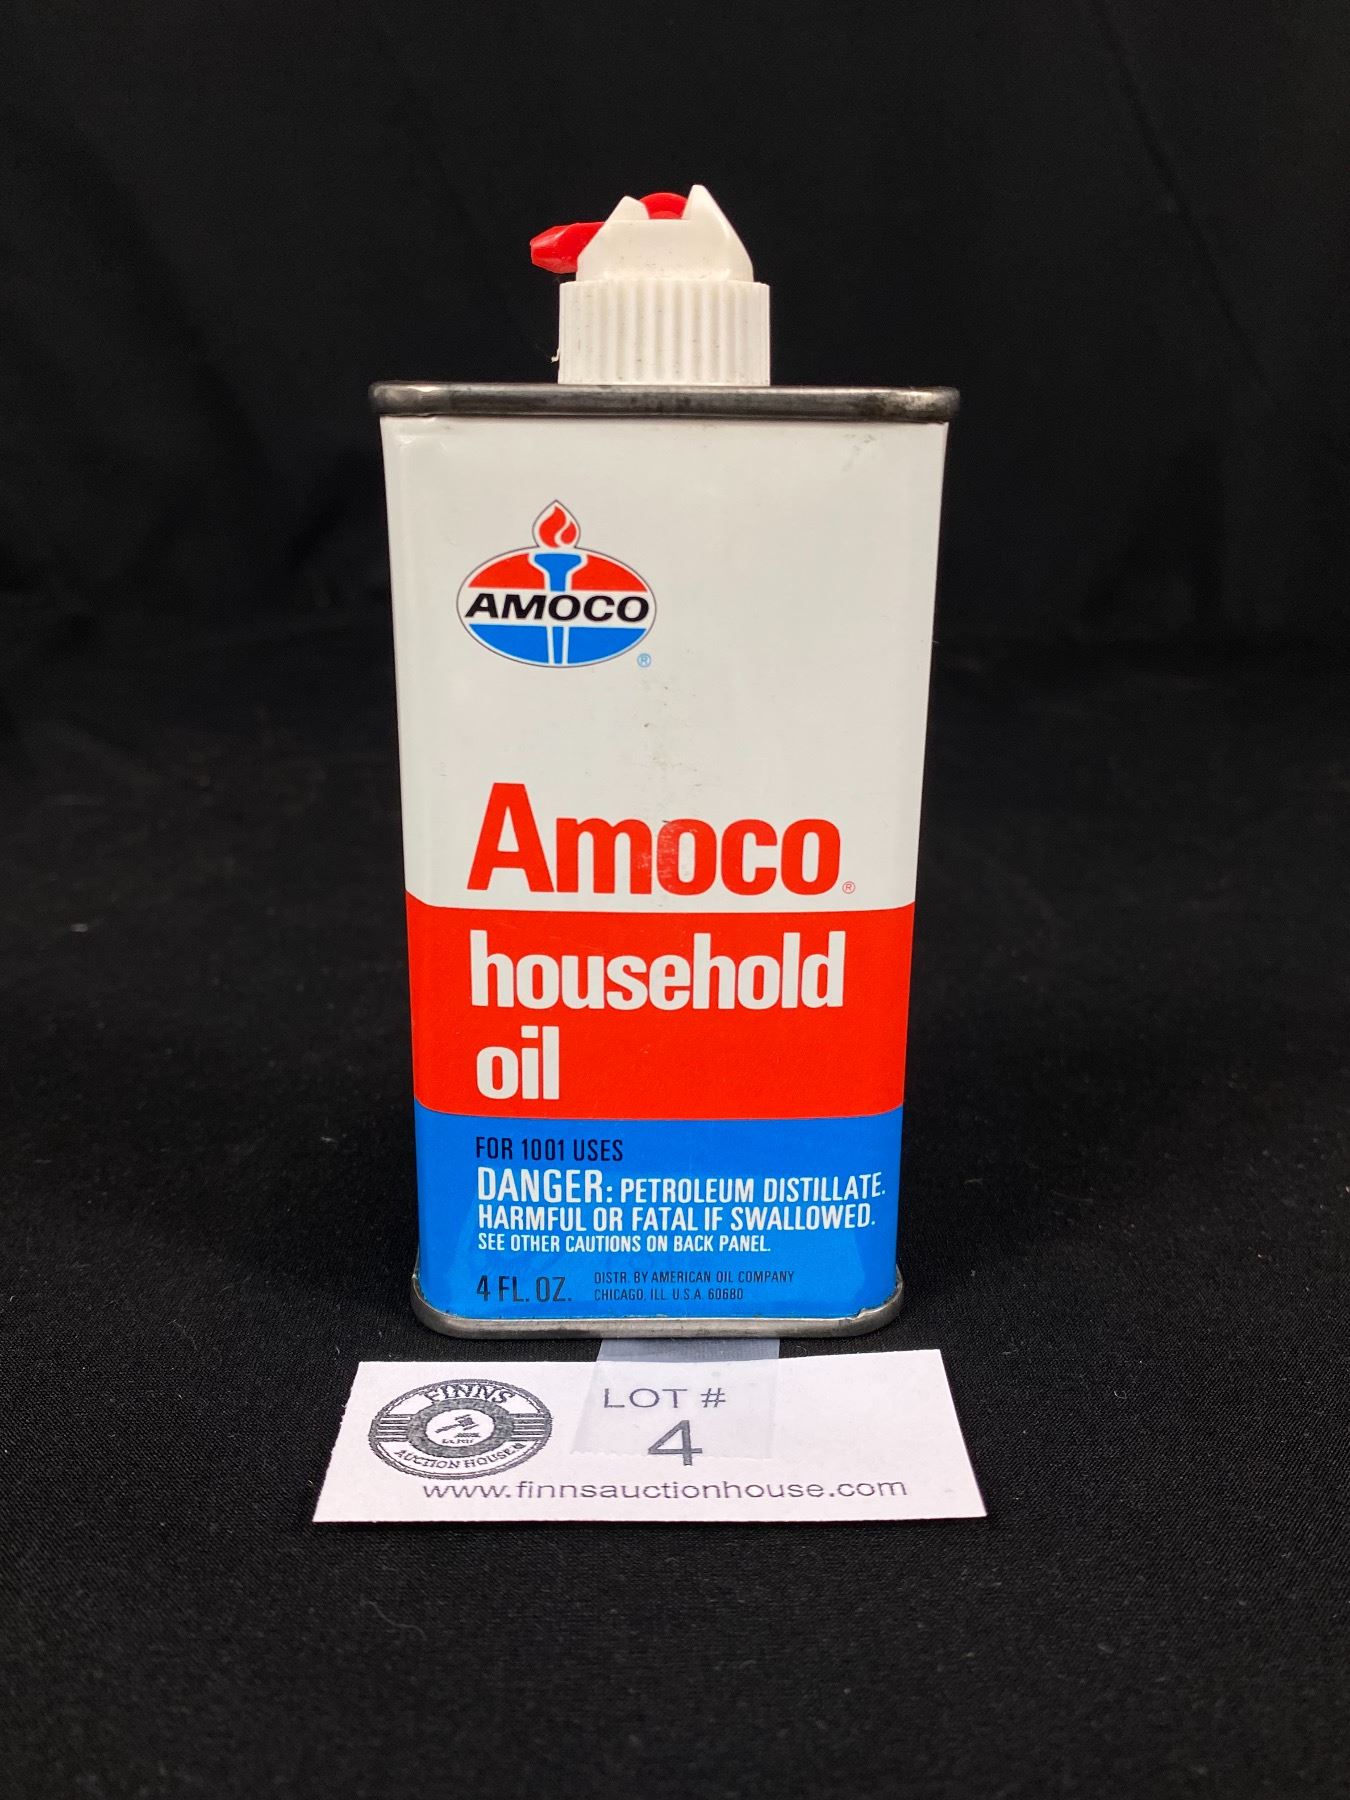 AMOCO
®
Amoco®
household
oil
FOR 1001 USES
DANGER: PETROLEUM DISTILLATE.
HARMFUL OR FATAL IF SWALLOWED.
SEE OTHER CAUTIONS ON BACK PANEL.
4 FL. OZ.
DISTR. BY AMERICAN OIL COMPANY
CHICAGO, ILL. U.S.A. 60680
FINNS
AUCTION HOUSE
LOT #
4
www.finnsauctionhouse.com